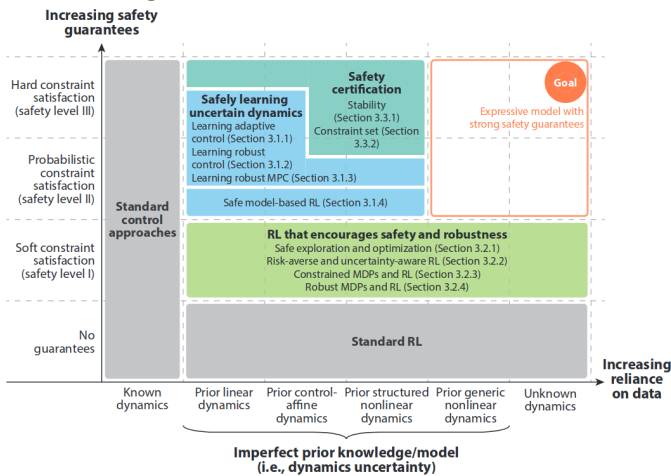 Increasing safety
guarantees
Hard constraint
satisfaction
(safety level III)
Probabilistic
constraint
satisfaction
(safety level II)
Soft constraint
satisfaction
(safety level I)
No
guarantees
Standard
control
approaches
Safely learning
uncertain dynamics
Learning adaptive
control (Section 3.1.1)
Learning robust
control (Section 3.1.2)
Learning robust MPC (Section 3.1.3)
Safe model-based RL (Section 3.1.4)
Safety
certification
Stability
(Section 3.3.1)
Constraint set (Section
3.3.2)
Goal
Expressive model with
strong safety guarantees
RL that encourages safety and robustness
Safe exploration and optimization (Section 3.2.1)
Risk-averse and uncertainty-aware RL (Section 3.2.2)
Constrained MDPs and RL (Section 3.2.3)
Robust MDPs and RL (Section 3.2.4)
Standard RL
Increasing
reliance
on data
Known
dynamics
Prior linear
dynamics
Prior control-
affine dynamics
Prior structured
nonlinear dynamics
Prior generic
nonlinear dynamics
Unknown
dynamics
Imperfect prior knowledge/model
(i.e., dynamics uncertainty)